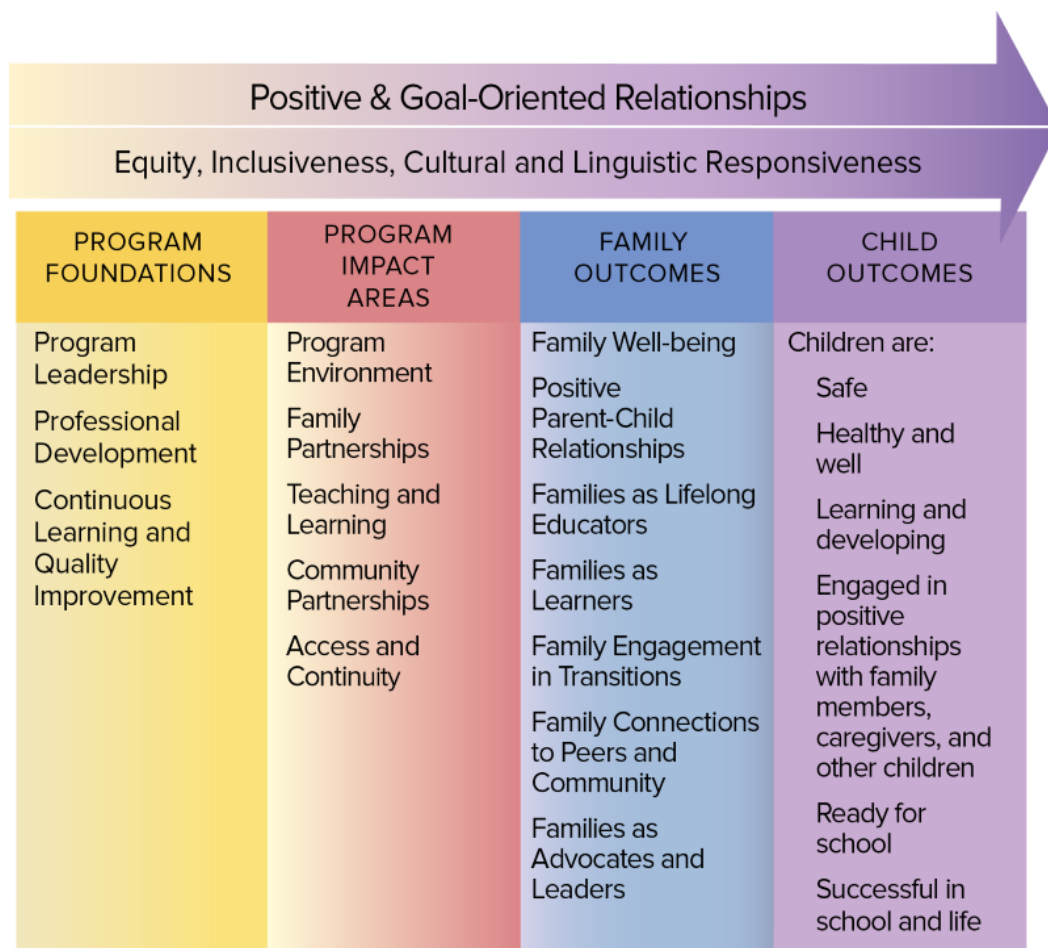 Positive & Goal-Oriented Relationships
Equity, Inclusiveness, Cultural and Linguistic Responsiveness
PROGRAM
FOUNDATIONS
Program
Leadership
Professional
Development
Continuous
Learning and
Quality
Improvement
PROGRAM
IMPACT
AREAS
Program
Environment
Family
Partnerships
Teaching and
Learning
Community
Partnerships
Access and
Continuity
FAMILY
OUTCOMES
Family Well-being
Positive
Parent-Child
Relationships
Families as Lifelong
Educators
Families as
Learners
Family Engagement
in Transitions
Family Connections
to Peers and
Community
Families as
Advocates and
Leaders
CHILD
OUTCOMES
Children are:
Safe
Healthy and
well
Learning and
developing
Engaged in
positive
relationships
with family
members,
caregivers, and
other children
Ready for
school
Successful in
school and life